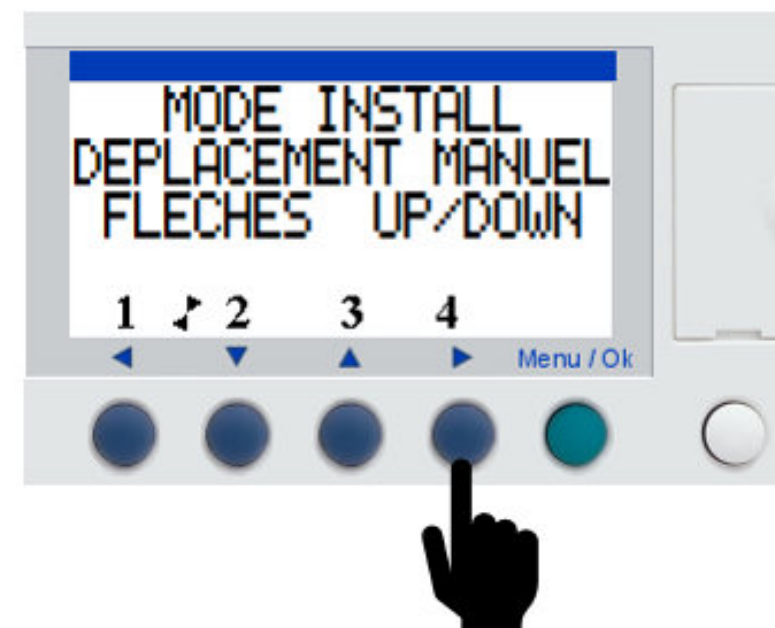 MODE INSTALL
DEPLACEMENT MANUEL
FLECHES UP/DOWN
1 2 3 4
Menu / Ok